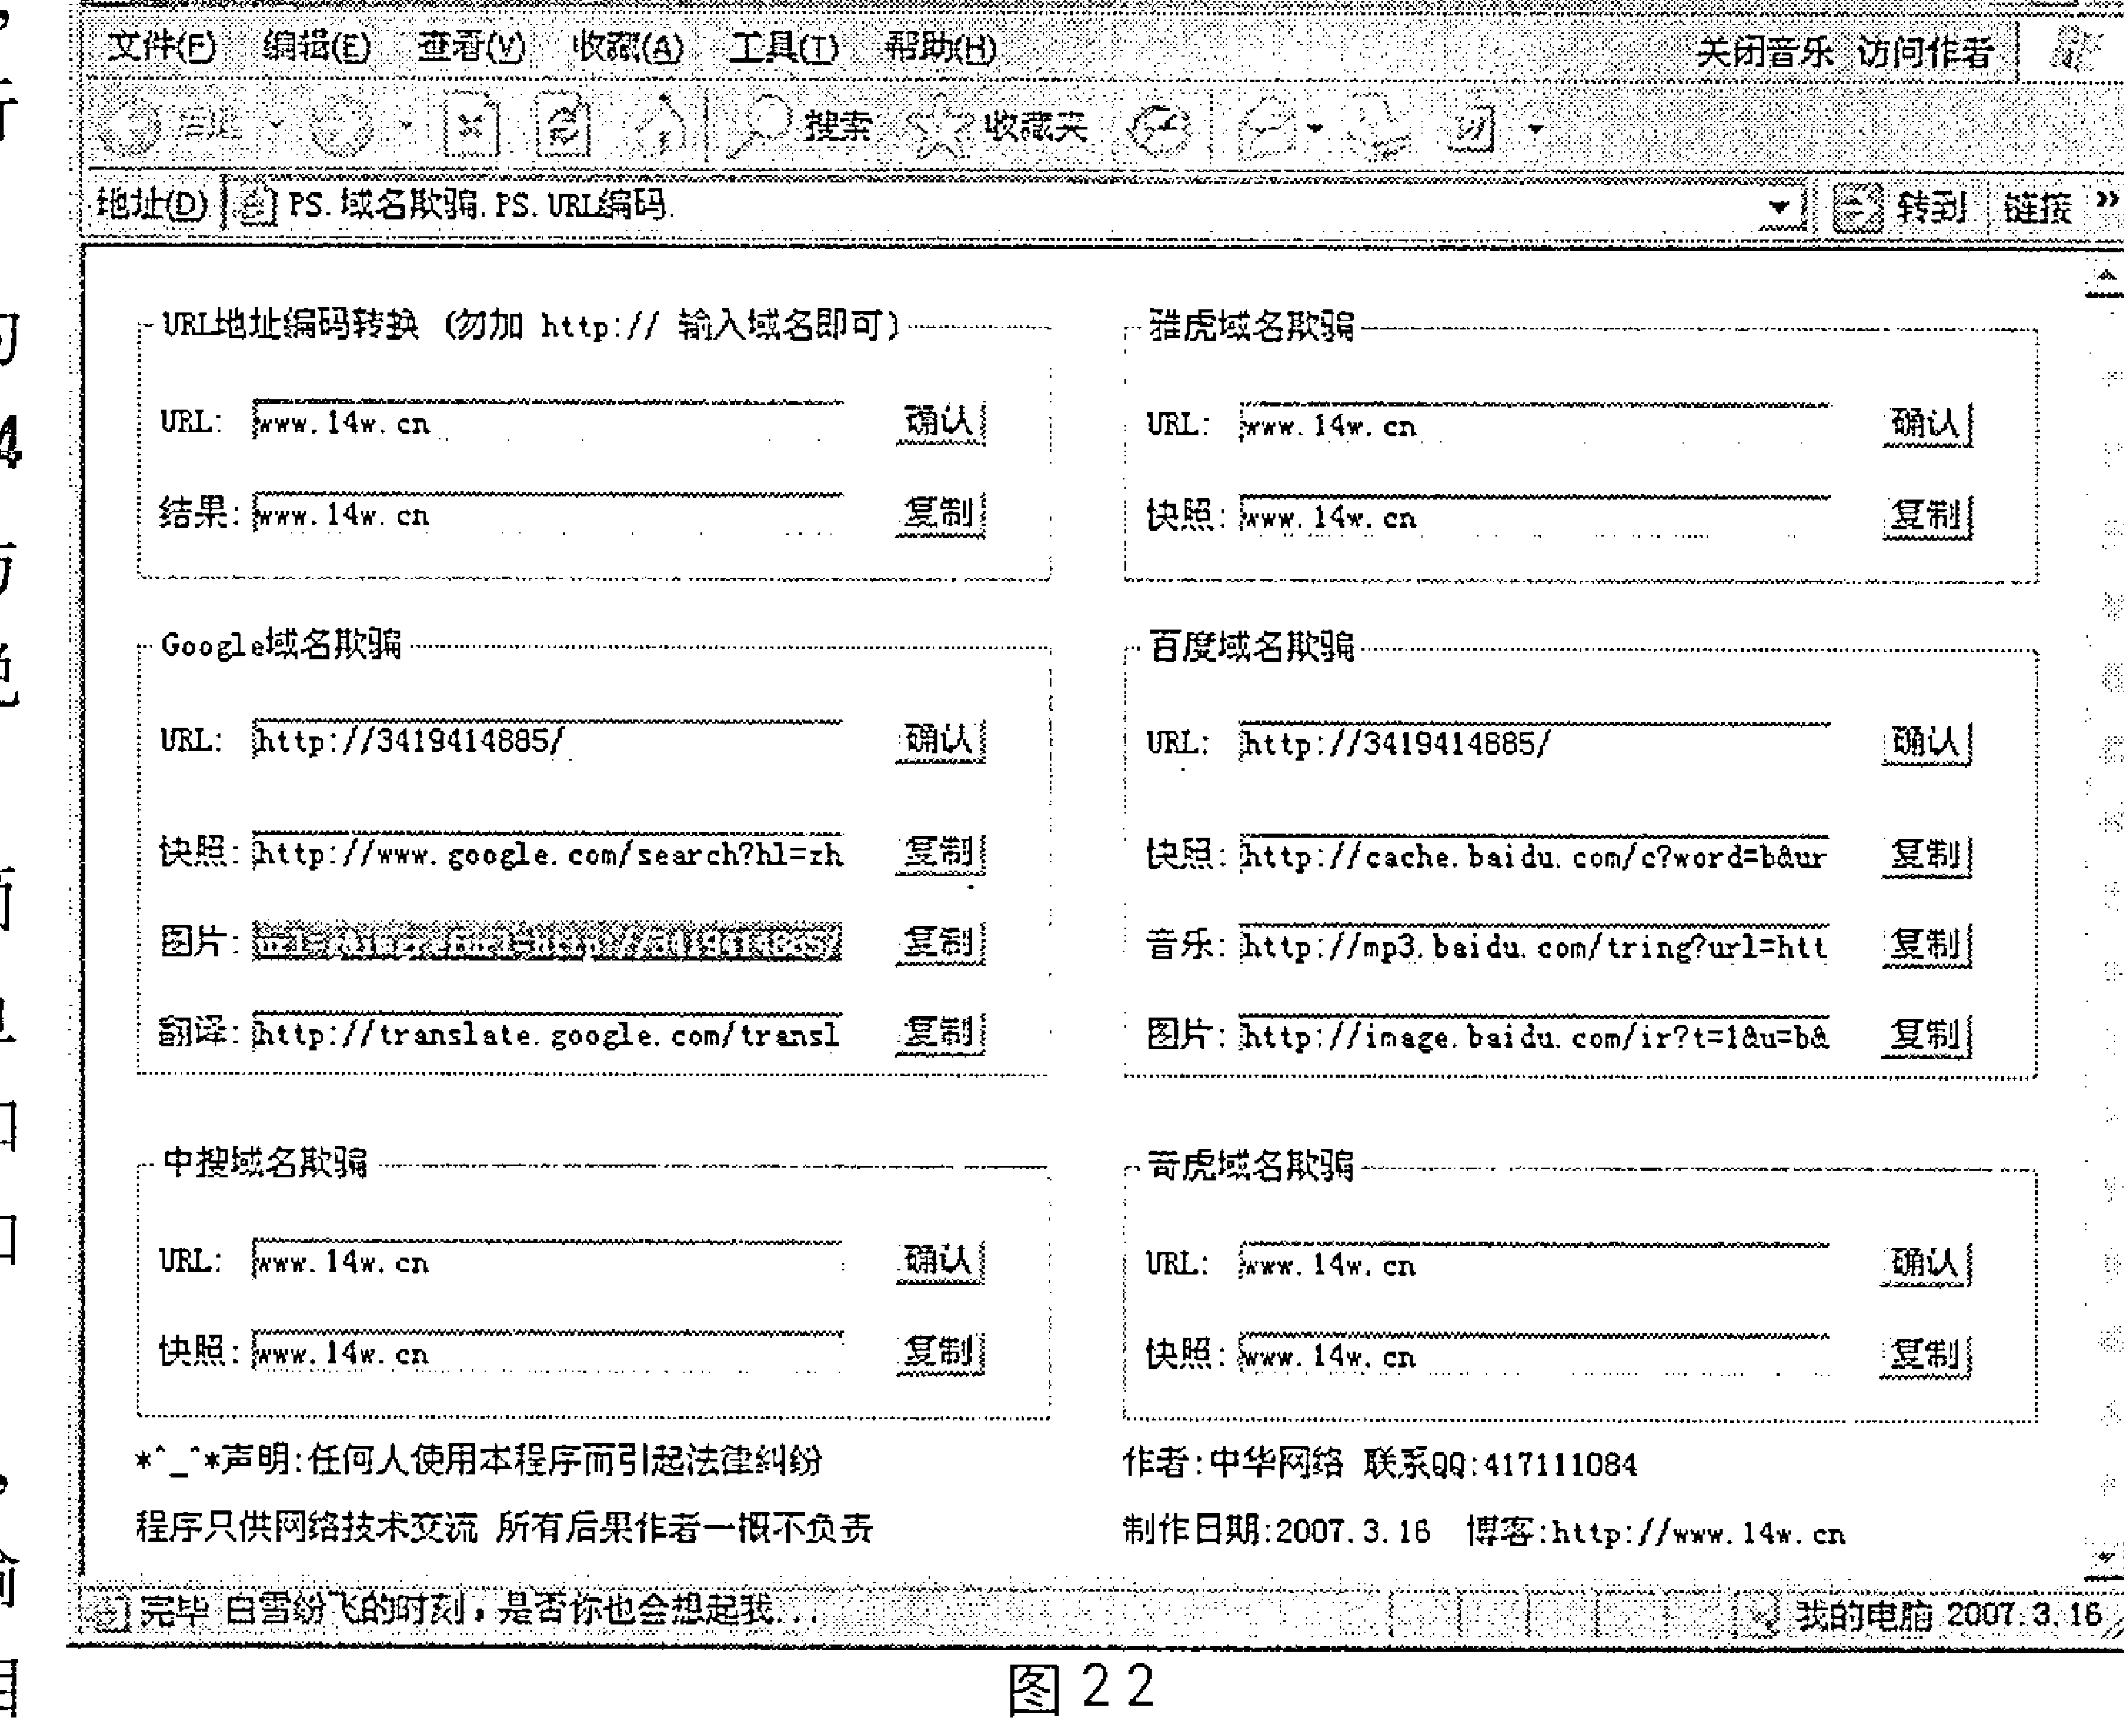 文件(F) 编辑(E) 查看(V) 收藏(A) 工具(T) 帮助(H) 关闭音乐 访问作者
搜索 收藏夹
地址(D) PS.域名欺骗.PS.URL编码. 转到 链接 »
URL地址编码转换 (勿加 http:// 输入域名即可)
URL: www.14w.cn 确认
结果: www.14w.cn 复制
雅虎域名欺骗
URL: www.14w.cn 确认
快照: www.14w.cn 复制
Google域名欺骗
URL: http://3419414885/ 确认
快照: http://www.google.com/search?hl=zh 复制
图片: 复制
翻译: http://translate.google.com/transl 复制
百度域名欺骗
URL: http://3419414885/ 确认
快照: http://cache.baidu.com/c?word=b&ur 复制
音乐: http://mp3.baidu.com/tring?url=htt 复制
图片: http://image.baidu.com/ir?t=1&u=b& 复制
中搜域名欺骗
URL: www.14w.cn 确认
快照: www.14w.cn 复制
奇虎域名欺骗
URL: www.14w.cn 确认
快照: www.14w.cn 复制
*^_^*声明:任何人使用本程序而引起法律纠纷
程序只供网络技术交流 所有后果作者一概不负责
作者:中华网络 联系QQ:417111084
制作日期:2007.3.16 博客:http://www.14w.cn
完毕 白雪纷飞的时刻，是否你也会想起我... 我的电脑 2007.3.16
图22